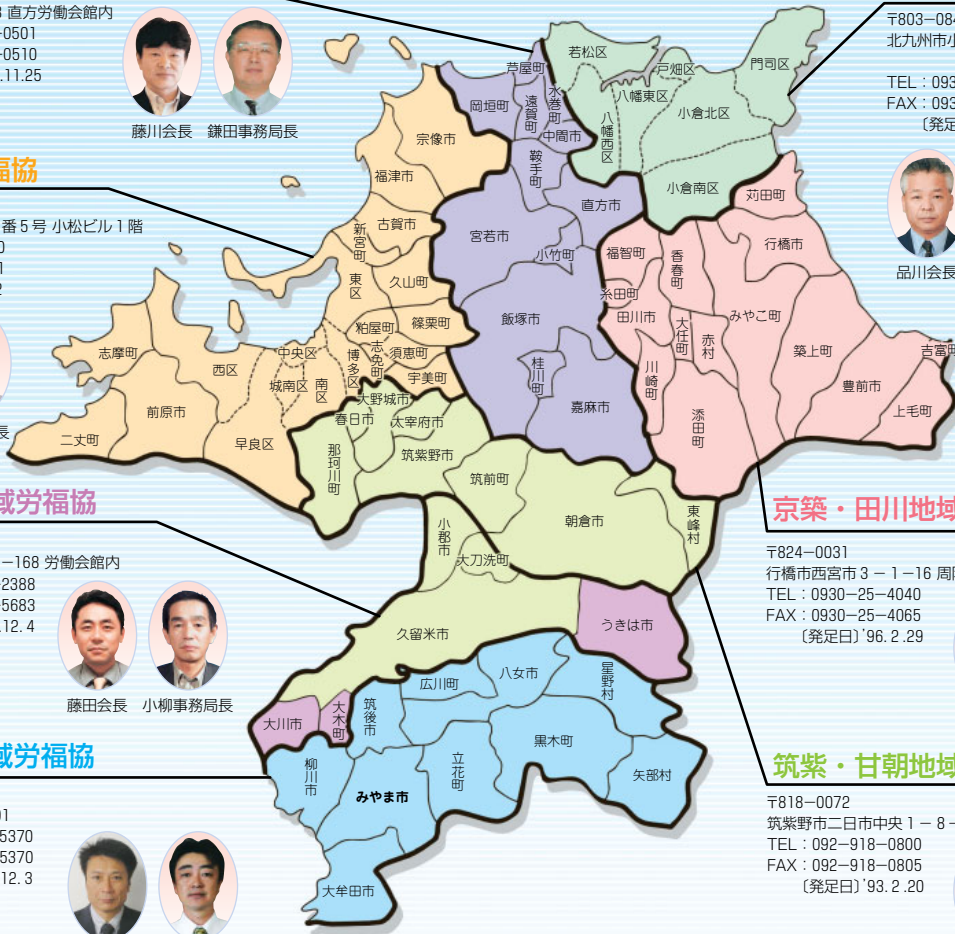 直方労働会館内
-0501
-0510
.11.25
藤川会長 鎌田事務局長
福協
番5号 小松ビル1階
〒803−084
北九州市小
TEL：093
FAX：093
〔発足
品川会長
若松区
戸畑区
門司区
八幡東区
小倉北区
八幡西区
小倉南区
芦屋町
水巻町
岡垣町
遠賀町
中間市
鞍手町
直方市
宮若市
小竹町
飯塚市
桂川町
嘉麻市
宗像市
福津市
古賀市
新宮町
久山町
東区
篠栗町
粕屋町
志免町
須恵町
宇美町
博多区
中央区
城南区
南区
西区
早良区
志摩町
前原市
二丈町
苅田町
行橋市
福智町
香春町
糸田町
田川市
大任町
赤村
みやこ町
川崎町
添田町
築上町
豊前市
吉富町
上毛町
大野城市
春日市
太宰府市
筑紫野市
那珂川町
筑前町
朝倉市
東峰村
小郡市
大刀洗町
久留米市
うきは市
大川市
大木町
筑後市
広川町
八女市
星野村
黒木町
矢部村
立花町
柳川市
みやま市
大牟田市
域労福協
−168 労働会館内
-2388
-5683
.12. 4
藤田会長 小柳事務局長
域労福協
01
5370
5370
12. 3
京築・田川地域
〒824−0031
行橋市西宮市３−１−16 周
TEL：0930−25−4040
FAX：0930−25−4065
〔発足日〕'96.２.29
筑紫・甘朝地域
〒818−0072
筑紫野市二日市中央１−８−
TEL：092−918−0800
FAX：092−918−0805
〔発足日〕'93.２.20